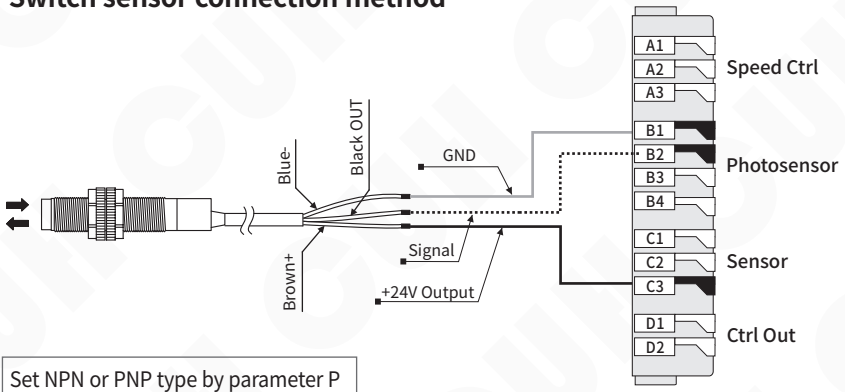 Switch sensor connection method
A1
A2
A3
Speed Ctrl
B1
B2
B3
B4
Photosensor
C1
C2
C3
Sensor
D1
D2
Ctrl Out
Blue-
Black OUT
Brown+
GND
Signal
+24V Output
Set NPN or PNP type by parameter P